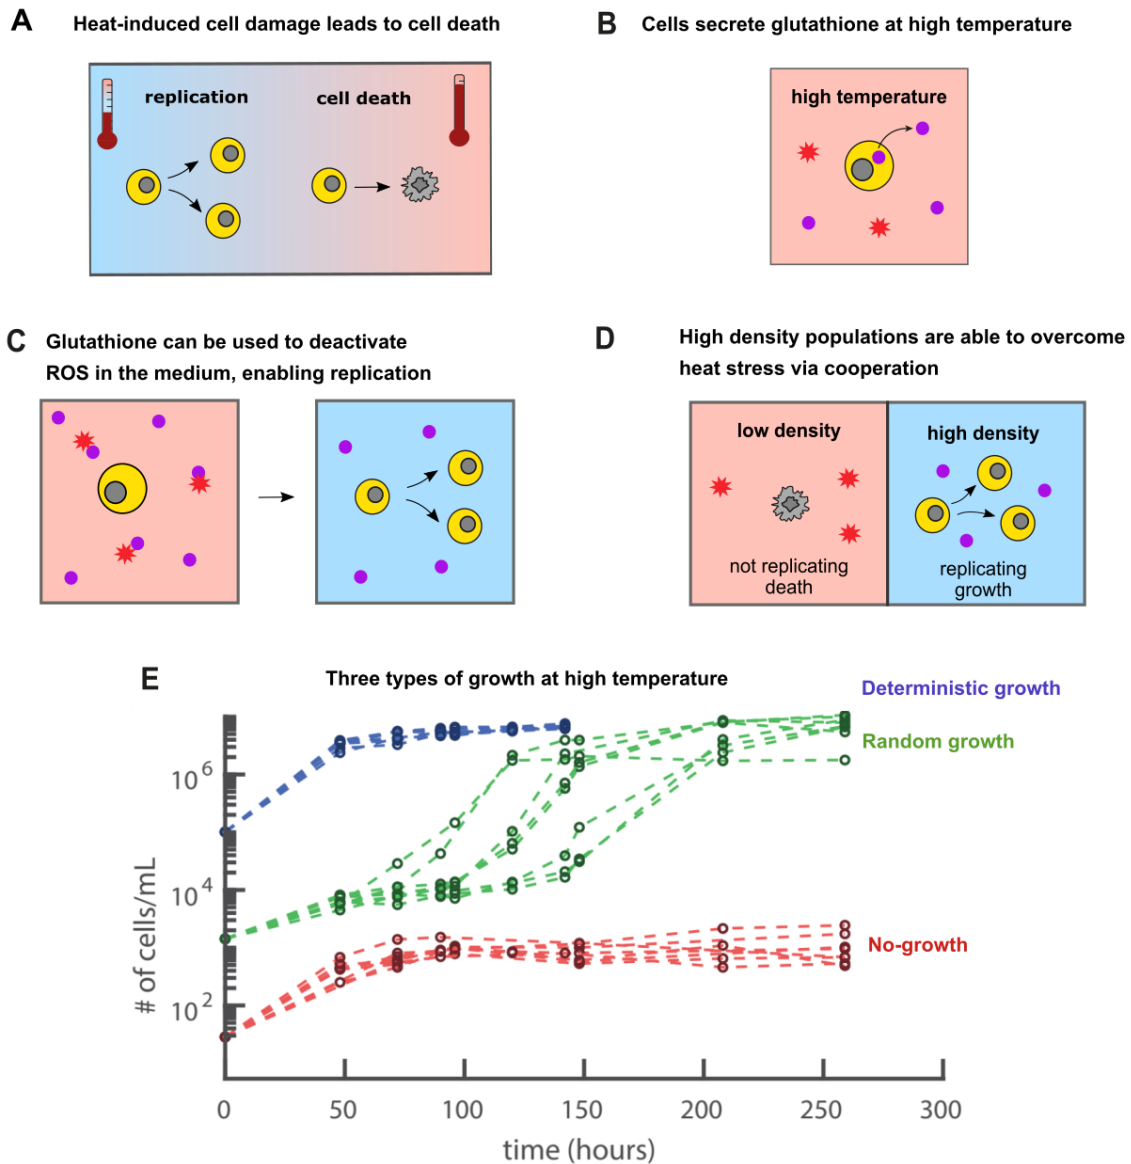 A
Heat-induced cell damage leads to cell death
replication
cell death
B
Cells secrete glutathione at high temperature
high temperature
C
Glutathione can be used to deactivate
ROS in the medium, enabling replication
D
High density populations are able to overcome
heat stress via cooperation
low density
not replicating
death
high density
replicating
growth
E
Three types of growth at high temperature
Deterministic growth
Random growth
No-growth
# of cells/mL
10^6
10^4
10^2
0
50
100
150
200
250
300
time (hours)